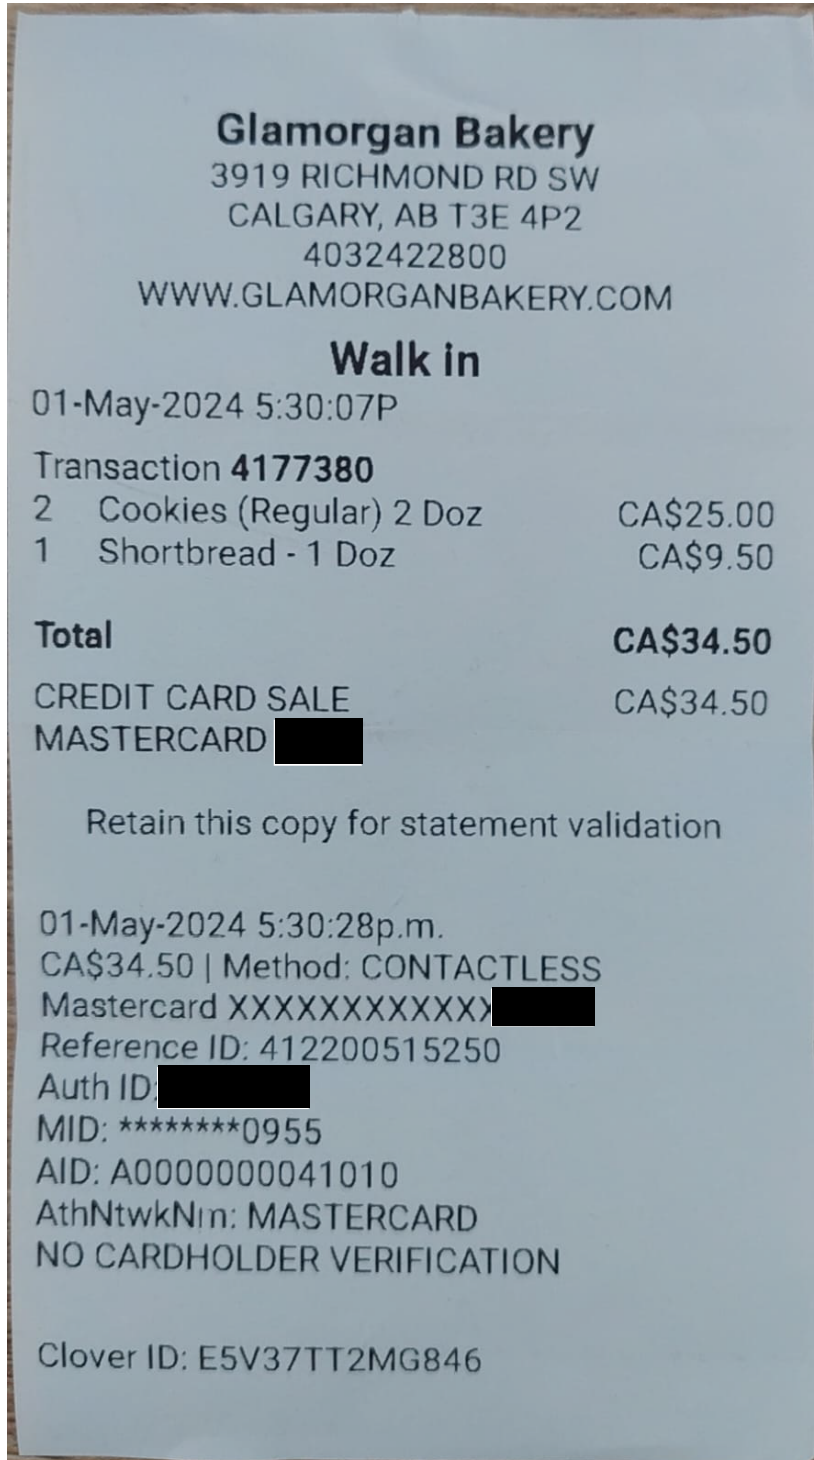 Glamorgan Bakery
3919 RICHMOND RD SW
CALGARY, AB T3E 4P2
4032422800
WWW.GLAMORGANBAKERY.COM
Walk in
01-May-2024 5:30:07P
Transaction 4177380
2 Cookies (Regular) 2 Doz CA$25.00
1 Shortbread - 1 Doz CA$9.50
Total CA$34.50
CREDIT CARD SALE CA$34.50
MASTERCARD
Retain this copy for statement validation
01-May-2024 5:30:28p.m.
CA$34.50 | Method: CONTACTLESS
Mastercard XXXXXXXXXXXX
Reference ID: 412200515250
Auth ID:
MID: ********0955
AID: A0000000041010
AthNtwkNm: MASTERCARD
NO CARDHOLDER VERIFICATION
Clover ID: E5V37TT2MG846